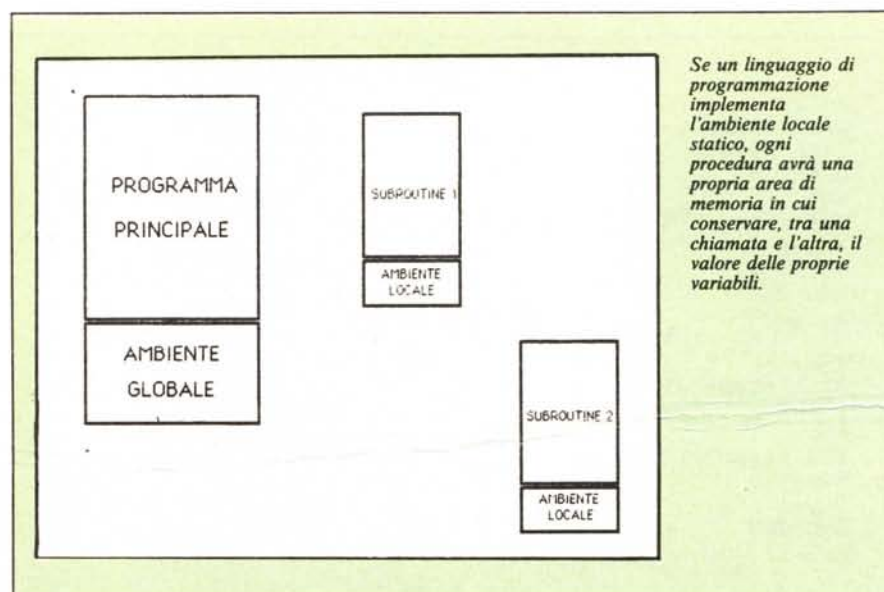 Se un linguaggio di
programmazione
implementa
l'ambiente locale
statico, ogni
procedura avrà una
propria area di
memoria in cui
conservare, tra una
chiamata e l'altra, il
valore delle proprie
variabili.
PROGRAMMA
PRINCIPALE
AMBIENTE
GLOBALE
SUBROUTINE 1
AMBIENTE
LOCALE
SUBROUTINE 2
AMBIENTE
LOCALE